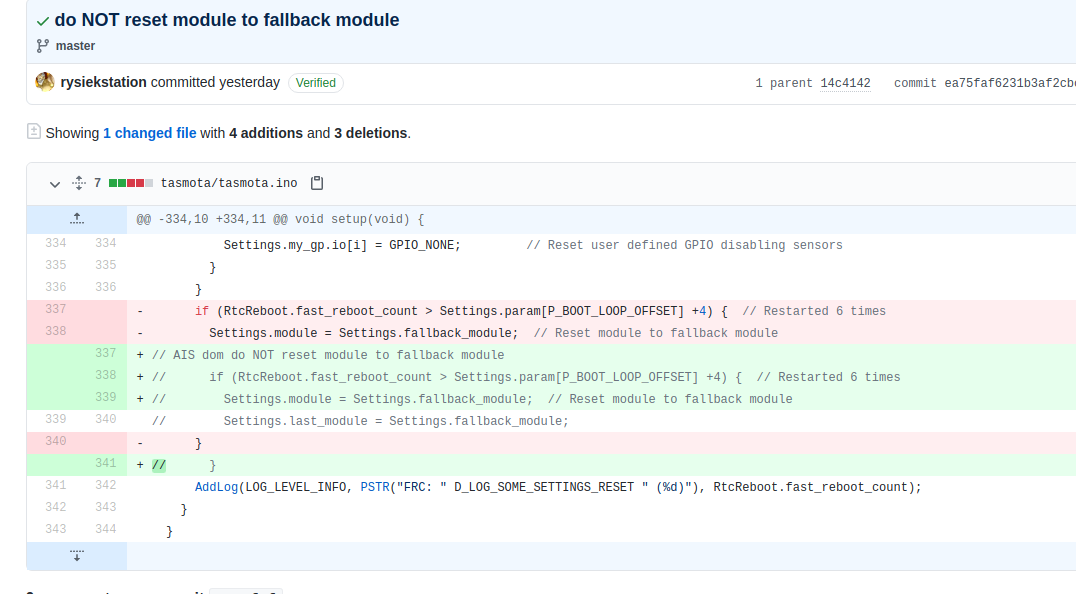 do NOT reset module to fallback module
master
rysiekstation committed yesterday Verified 1 parent 14c4142 commit ea75faf6231b3af2cb
Showing 1 changed file with 4 additions and 3 deletions.
7 tasmota/tasmota.ino
@@ -334,10 +334,11 @@ void setup(void) {
334 334 Settings.my_gp.io[i] = GPIO_NONE; // Reset user defined GPIO disabling sensors
335 335 }
336 336 }
337 - if (RtcReboot.fast_reboot_count > Settings.param[P_BOOT_LOOP_OFFSET] +4) { // Restarted 6 times
338 - Settings.module = Settings.fallback_module; // Reset module to fallback module
337 + // AIS dom do NOT reset module to fallback module
338 + // if (RtcReboot.fast_reboot_count > Settings.param[P_BOOT_LOOP_OFFSET] +4) { // Restarted 6 times
339 + // Settings.module = Settings.fallback_module; // Reset module to fallback module
339 340 // Settings.last_module = Settings.fallback_module;
340 - }
341 + // }
341 342 AddLog(LOG_LEVEL_INFO, PSTR("FRC: " D_LOG_SOME_SETTINGS_RESET " (%d)"), RtcReboot.fast_reboot_count);
342 343 }
343 344 }